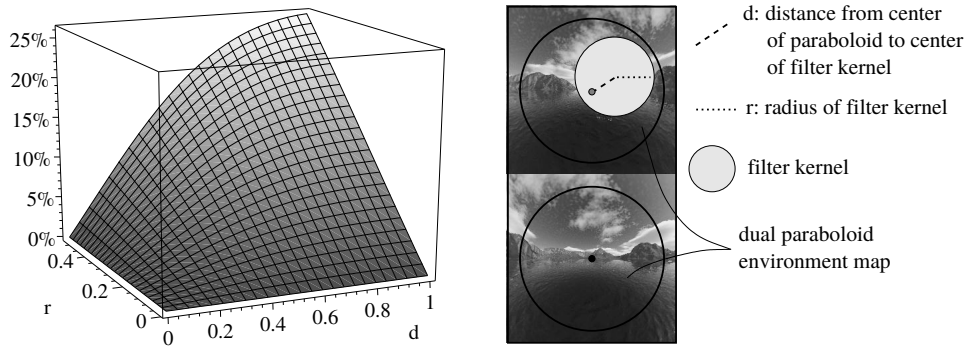 25%
20%
15%
10%
5%
0%
0.4
0.2
0
r
0
0.2
0.4
0.6
0.8
1
d
d: distance from center
of paraboloid to center
of filter kernel
r: radius of filter kernel
filter kernel
dual paraboloid
environment map